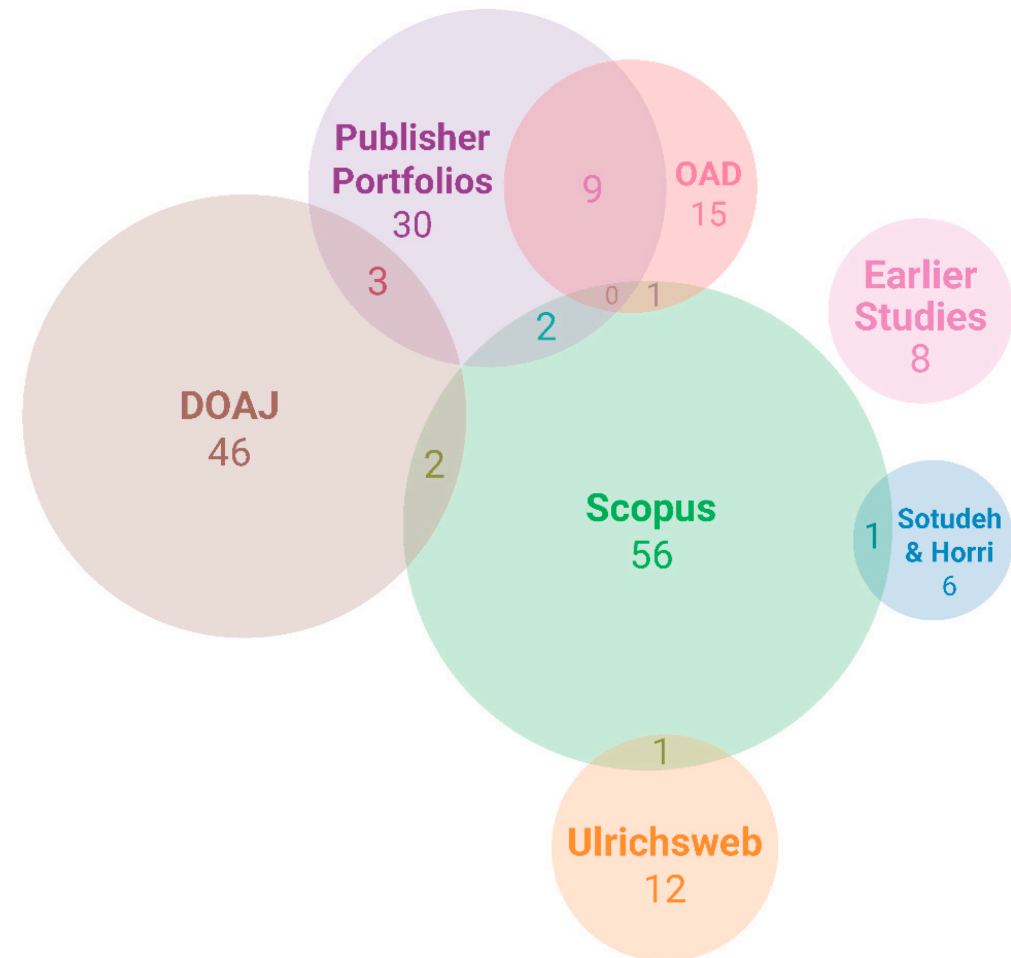 Publisher
Portfolios
30
9
OAD
15
3
0
1
2
Earlier
Studies
8
DOAJ
46
2
Scopus
56
1
Sotudeh
& Horri
6
1
Ulrichsweb
12